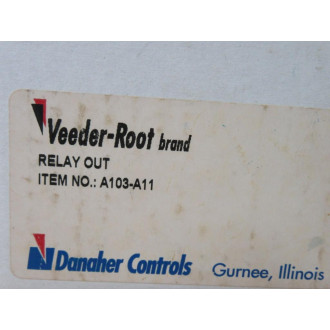 Veeder-Root brand
RELAY OUT
ITEM NO.: A103-A11
Danaher Controls Gurnee, Illinois